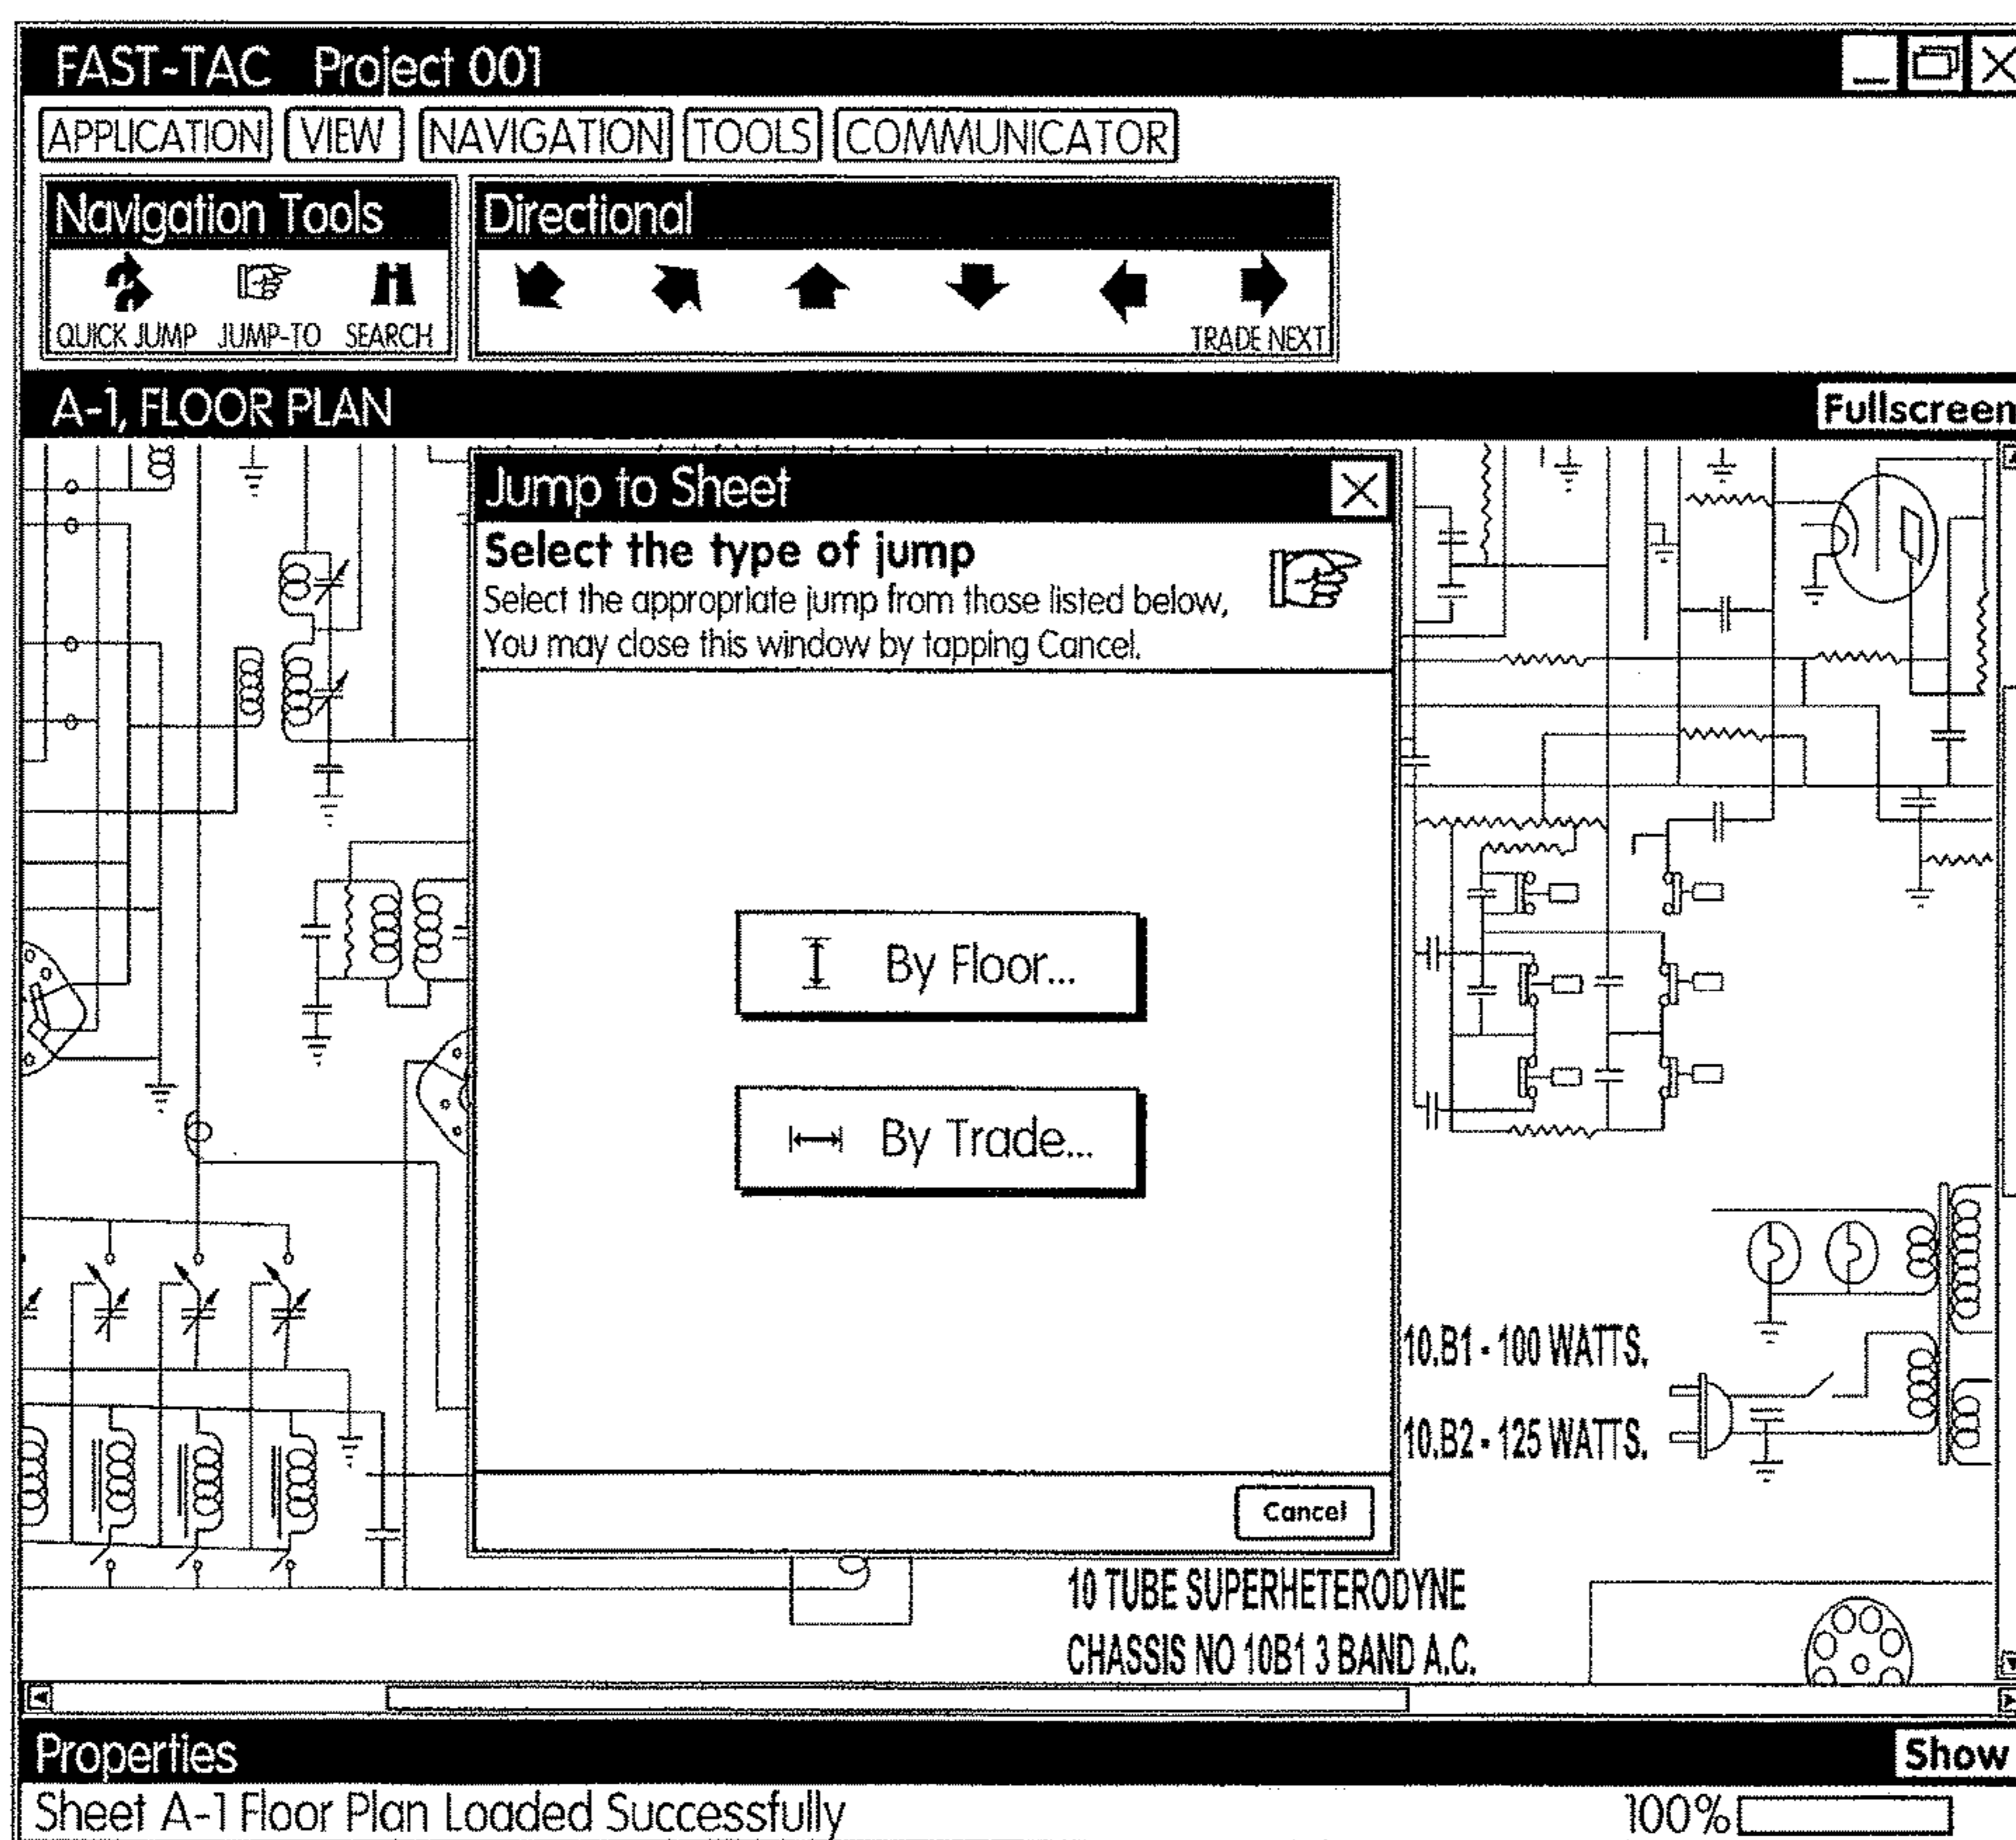 FAST-TAC Project 001
APPLICATION VIEW NAVIGATION TOOLS COMMUNICATOR
Navigation Tools
QUICK JUMP JUMP-TO SEARCH
Directional
TRADE NEXT
A-1, FLOOR PLAN
Fullscreen
Jump to Sheet
Select the type of jump
Select the appropriate jump from those listed below,
You may close this window by tapping Cancel.
By Floor...
By Trade...
Cancel
10.B1 - 100 WATTS.
10.B2 - 125 WATTS.
10 TUBE SUPERHETERODYNE
CHASSIS NO 10B1 3 BAND A.C.
Properties
Show
Sheet A-1 Floor Plan Loaded Successfully
100%